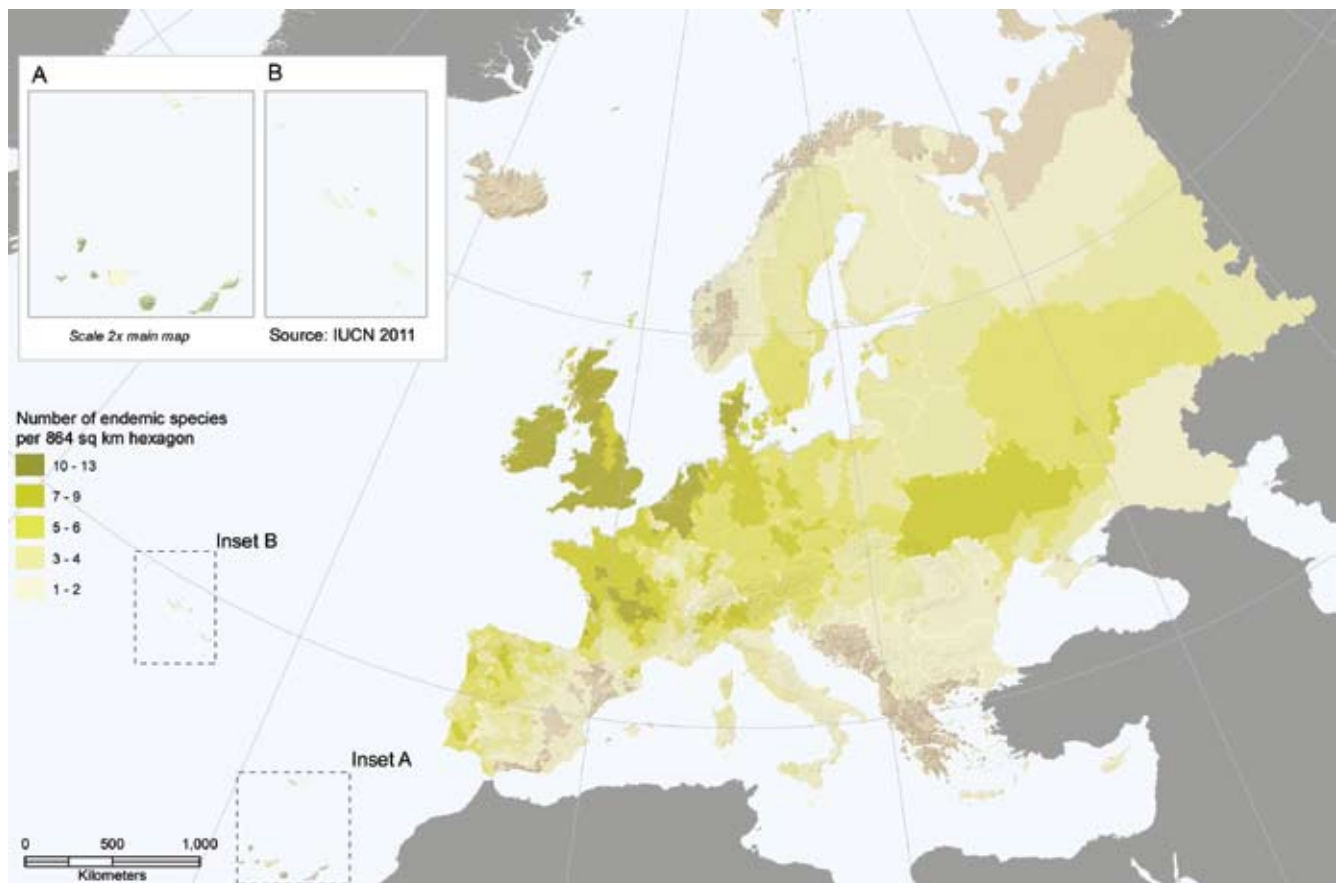 A
B
Scale 2x main map
Source: IUCN 2011
Number of endemic species
per 864 sq km hexagon
10 - 13
7 - 9
5 - 6
3 - 4
1 - 2
Inset B
Inset A
0 500 1,000
Kilometers